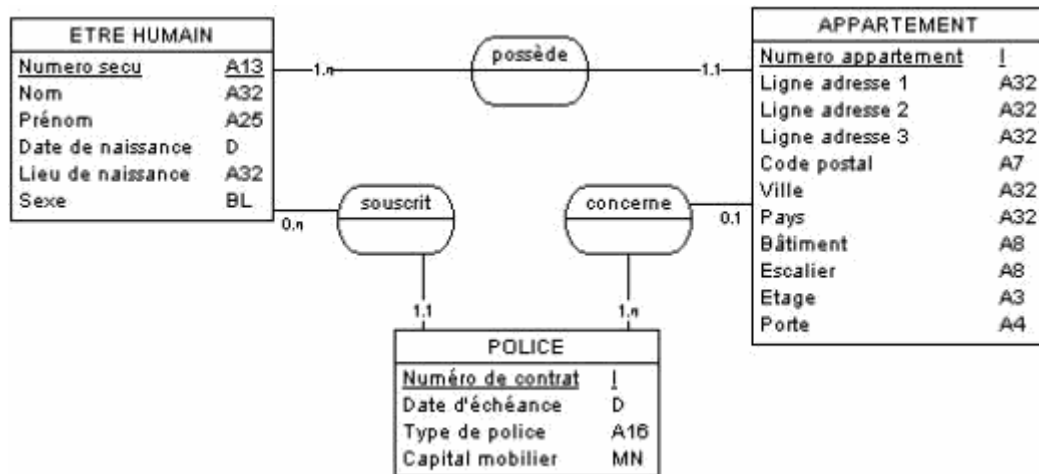 ETRE HUMAIN
Numero secu A13
Nom A32
Prénom A25
Date de naissance D
Lieu de naissance A32
Sexe BL
1.n
possède
1.1
APPARTEMENT
Numero appartement I
Ligne adresse 1 A32
Ligne adresse 2 A32
Ligne adresse 3 A32
Code postal A7
Ville A32
Pays A32
Bâtiment A8
Escalier A8
Etage A3
Porte A4
0.n
souscrit
1.1
concerne
0.1
1.n
POLICE
Numéro de contrat I
Date d'échéance D
Type de police A16
Capital mobilier MN